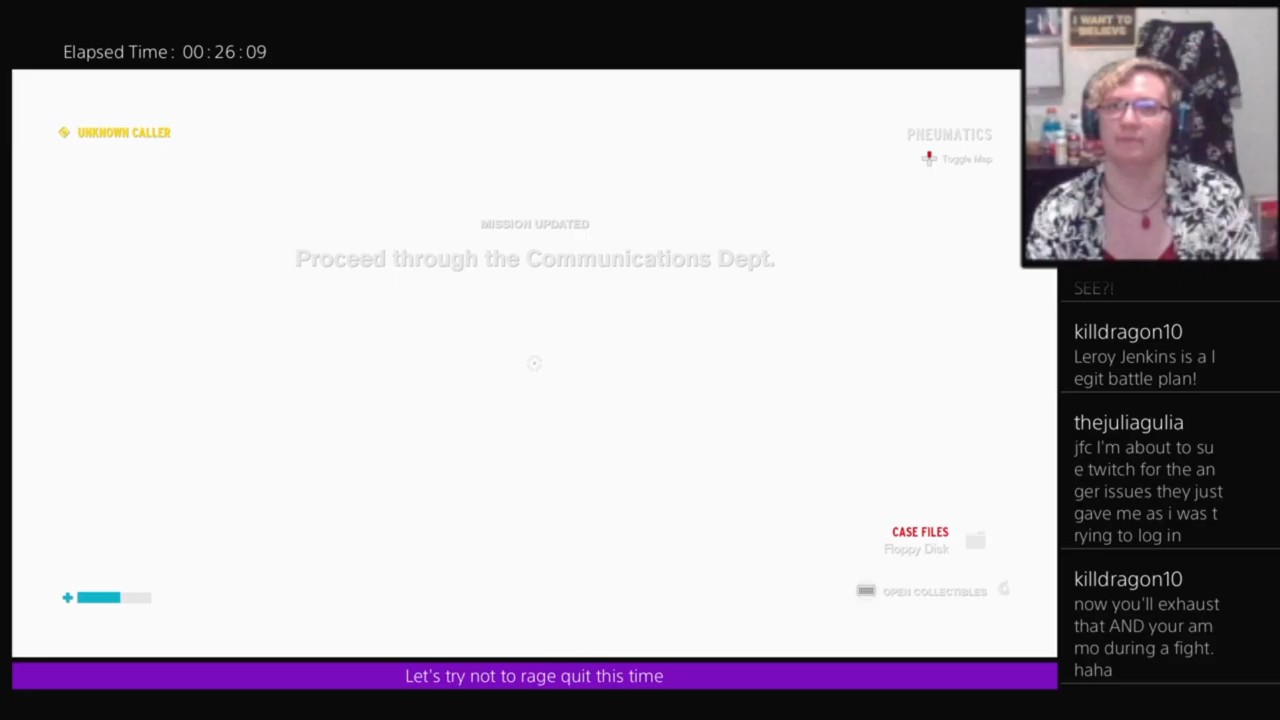 Elapsed Time: 00:26:09
I WANT TO
BELIEVE
UNKNOWN CALLER
PNEUMATICS
Toggle Map
MISSION UPDATED
Proceed through the Communications Dept.
SEE?!
killdragon10
Leroy Jenkins is a l
egit battle plan!
thejuliagulia
jfc I'm about to su
e twitch for the an
ger issues they just
gave me as i was t
rying to log in
CASE FILES
Floppy Disk
OPEN COLLECTIBLES
killdragon10
now you'll exhaust
that AND your am
mo during a fight.
haha
Let's try not to rage quit this time